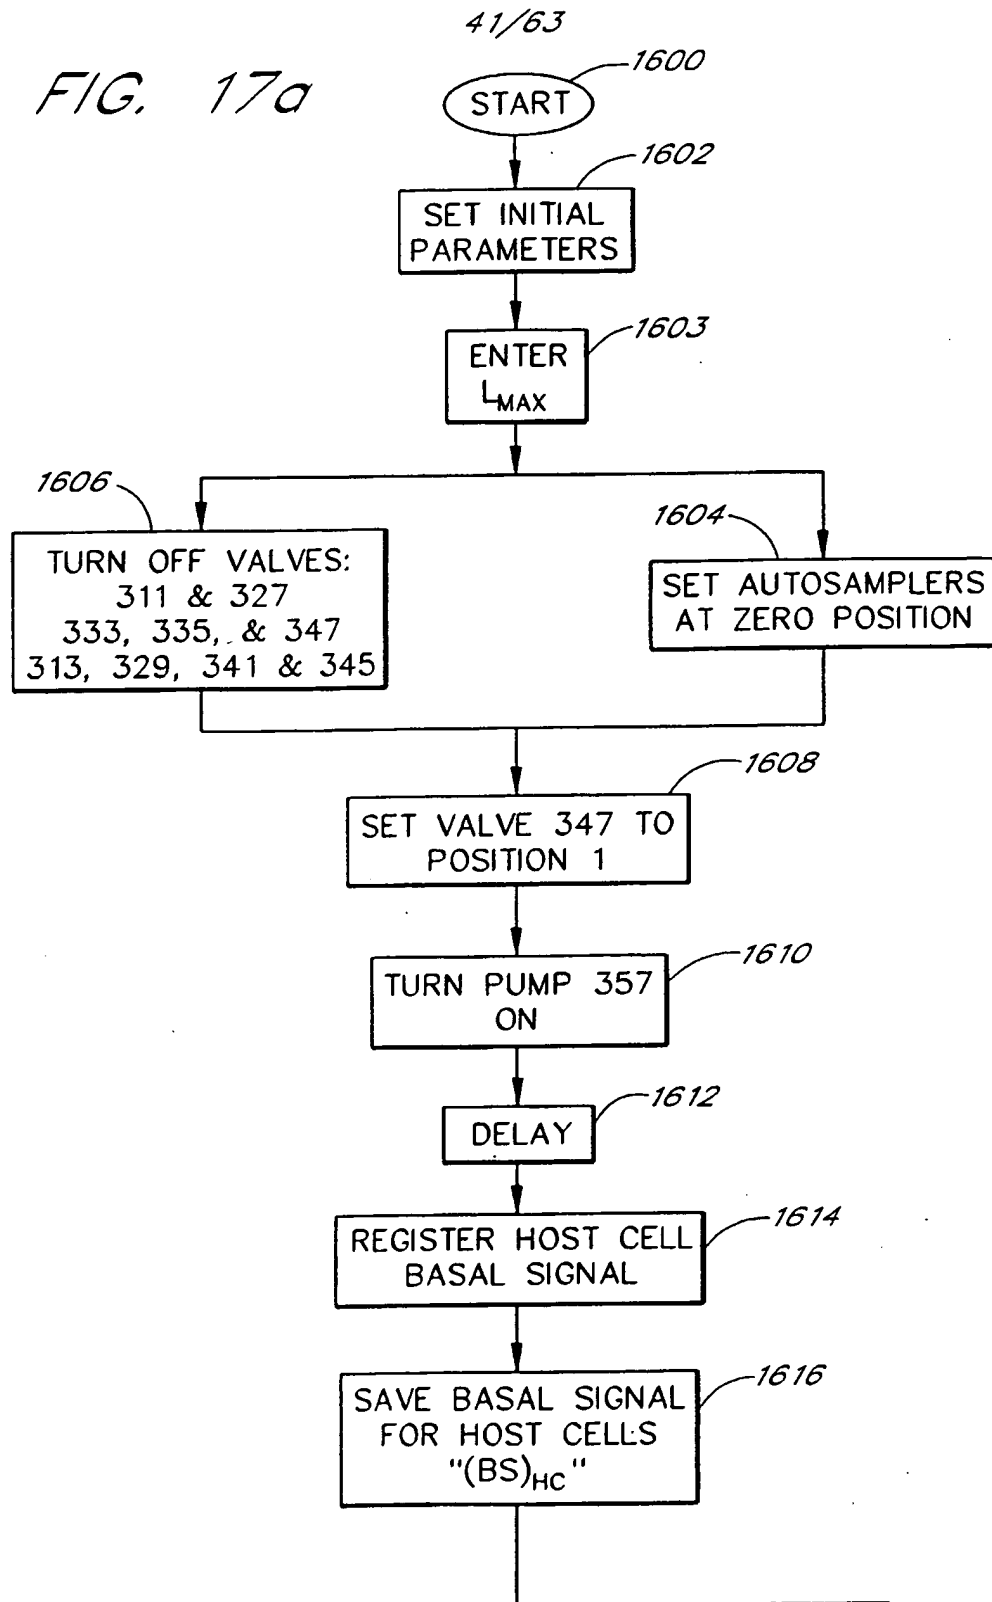 41/63
FIG. 17a
1600
START
1602
SET INITIAL
PARAMETERS
1603
ENTER
LMAX
1606
TURN OFF VALVES:
311 & 327
333, 335, & 347
313, 329, 341 & 345
1604
SET AUTOSAMPLERS
AT ZERO POSITION
1608
SET VALVE 347 TO
POSITION 1
1610
TURN PUMP 357
ON
1612
DELAY
1614
REGISTER HOST CELL
BASAL SIGNAL
1616
SAVE BASAL SIGNAL
FOR HOST CELLS
"(BS)HC"